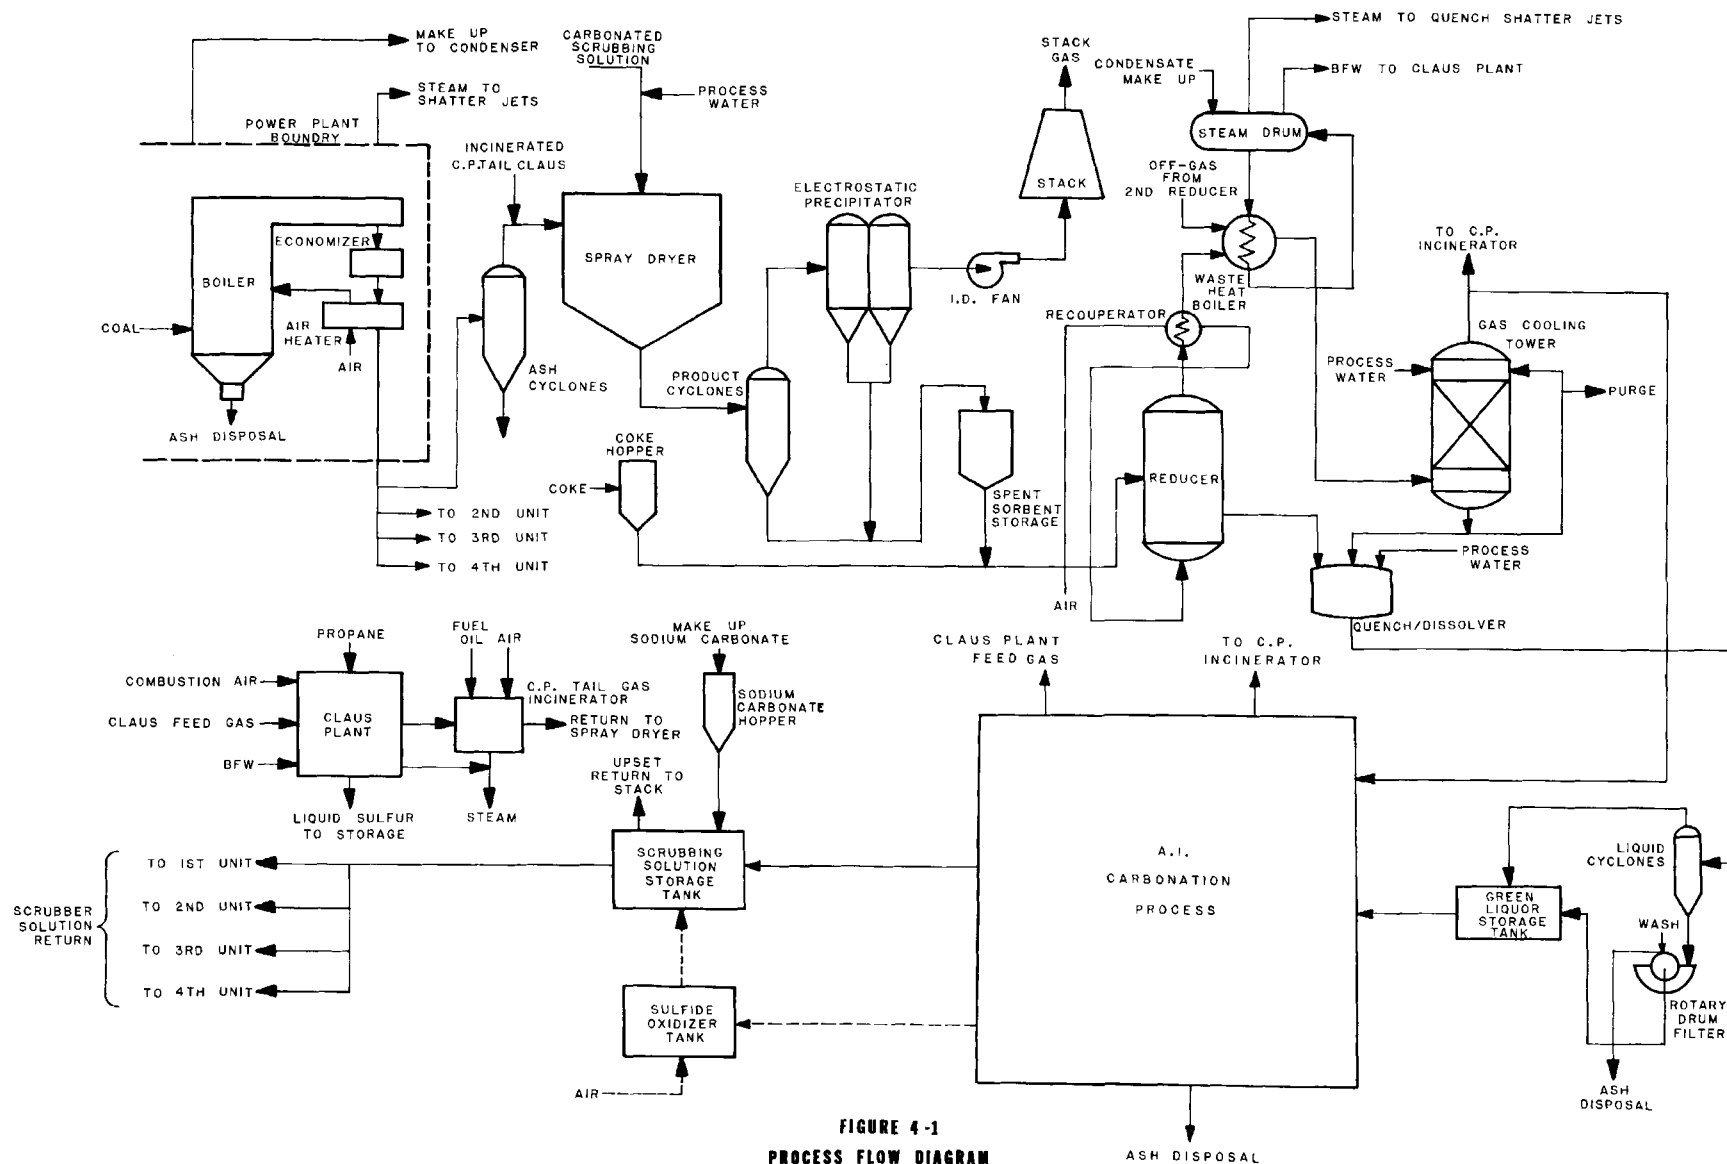 STEAM TO QUENCH SHATTER JETS
MAKE UP
TO CONDENSER
CARBONATED
SCRUBBING
SOLUTION
STACK
GAS
CONDENSATE
MAKE UP
BFW TO CLAUS PLANT
STEAM TO
SHATTER JETS
PROCESS
WATER
POWER PLANT
BOUNDRY
STEAM DRUM
INCINERATED
C.P.TAIL CLAUS
ELECTROSTATIC
PRECIPITATOR
STACK
OFF-GAS
FROM
2ND REDUCER
TO C.P.
INCINERATOR
ECONOMIZER
BOILER
SPRAY DRYER
I.D. FAN
WASTE
HEAT
BOILER
RECOUPERATOR
COAL
AIR
HEATER
AIR
GAS COOLING
TOWER
PROCESS
WATER
PURGE
ASH
CYCLONES
PRODUCT
CYCLONES
ASH DISPOSAL
COKE
HOPPER
COKE
REDUCER
SPENT
SORBENT
STORAGE
TO 2ND UNIT
TO 3RD UNIT
TO 4TH UNIT
PROCESS
WATER
AIR
QUENCH/DISSOLVER
PROPANE
FUEL
OIL AIR
MAKE UP
SODIUM CARBONATE
CLAUS PLANT
FEED GAS
TO C.P.
INCINERATOR
COMBUSTION AIR
C.P. TAIL GAS
INCINERATOR
SODIUM
CARBONATE
HOPPER
CLAUS FEED GAS
CLAUS
PLANT
RETURN TO
SPRAY DRYER
BFW
UPSET
RETURN TO
STACK
LIQUID SULFUR
TO STORAGE
STEAM
SCRUBBING
SOLUTION
STORAGE
TANK
A.I.
CARBONATION
PROCESS
LIQUID
CYCLONES
GREEN
LIQUOR
STORAGE
TANK
WASH
SCRUBBER
SOLUTION
RETURN
TO 1ST UNIT
TO 2ND UNIT
TO 3RD UNIT
TO 4TH UNIT
SULFIDE
OXIDIZER
TANK
ROTARY
DRUM
FILTER
AIR
ASH
DISPOSAL
ASH DISPOSAL
FIGURE 4-1
PROCESS FLOW DIAGRAM